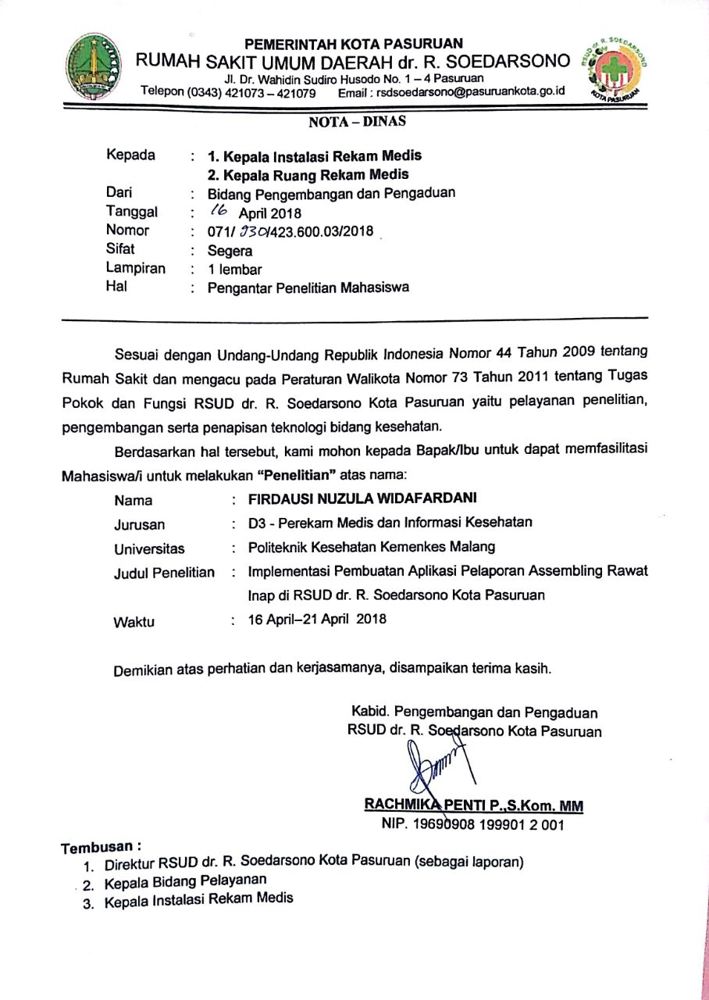 PEMERINTAH KOTA PASURUAN
RUMAH SAKIT UMUM DAERAH dr. R. SOEDARSONO
Jl. Dr. Wahidin Sudiro Husodo No. 1 – 4 Pasuruan
Telepon (0343) 421073 – 421079 Email : rsdsoedarsono@pasuruankota.go.id
RSUD dr. R. SOEDARSONO
KOTA PASURUAN
NOTA – DINAS
Kepada : 1. Kepala Instalasi Rekam Medis
2. Kepala Ruang Rekam Medis
Dari : Bidang Pengembangan dan Pengaduan
Tanggal : 16 April 2018
Nomor : 071/ 930/423.600.03/2018
Sifat : Segera
Lampiran : 1 lembar
Hal : Pengantar Penelitian Mahasiswa
Sesuai dengan Undang-Undang Republik Indonesia Nomor 44 Tahun 2009 tentang
Rumah Sakit dan mengacu pada Peraturan Walikota Nomor 73 Tahun 2011 tentang Tugas
Pokok dan Fungsi RSUD dr. R. Soedarsono Kota Pasuruan yaitu pelayanan penelitian,
pengembangan serta penapisan teknologi bidang kesehatan.
Berdasarkan hal tersebut, kami mohon kepada Bapak/Ibu untuk dapat memfasilitasi
Mahasiswa/i untuk melakukan “Penelitian” atas nama:
Nama : FIRDAUSI NUZULA WIDAFARDANI
Jurusan : D3 - Perekam Medis dan Informasi Kesehatan
Universitas : Politeknik Kesehatan Kemenkes Malang
Judul Penelitian : Implementasi Pembuatan Aplikasi Pelaporan Assembling Rawat
Inap di RSUD dr. R. Soedarsono Kota Pasuruan
Waktu : 16 April–21 April 2018
Demikian atas perhatian dan kerjasamanya, disampaikan terima kasih.
Kabid. Pengembangan dan Pengaduan
RSUD dr. R. Soedarsono Kota Pasuruan
RACHMIKA PENTI P.,S.Kom. MM
NIP. 19690908 199901 2 001
Tembusan :
1. Direktur RSUD dr. R. Soedarsono Kota Pasuruan (sebagai laporan)
2. Kepala Bidang Pelayanan
3. Kepala Instalasi Rekam Medis